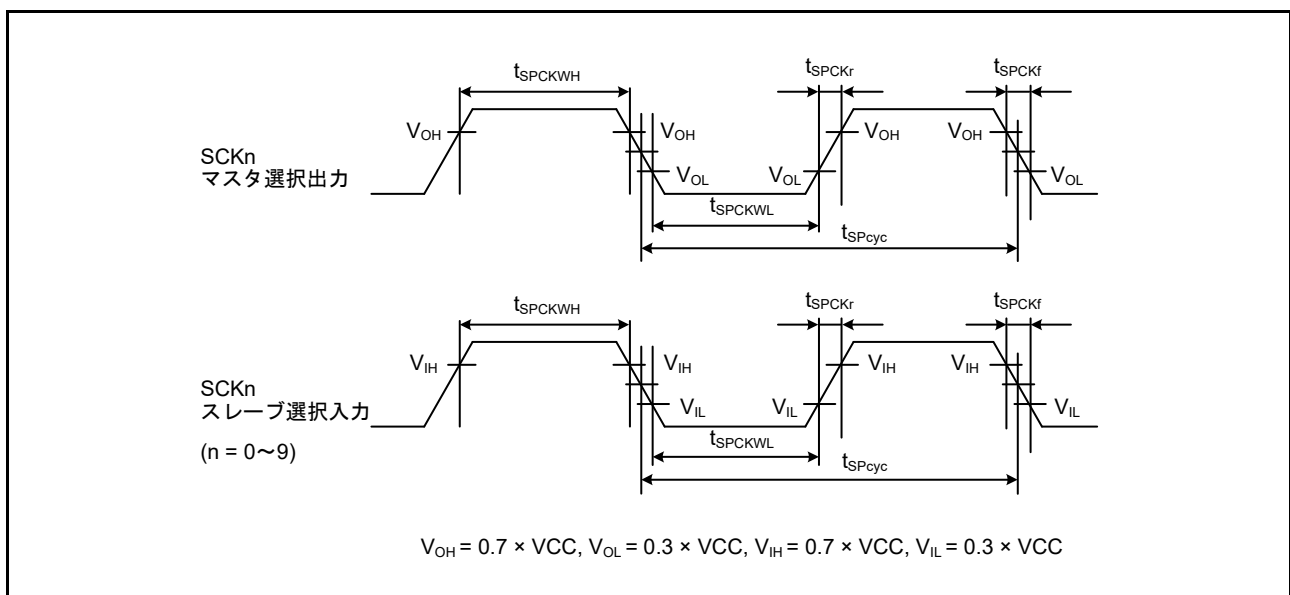 tSPCKWH tSPCKr tSPCKf
VOH VOH VOH VOH
SCKn
マスタ選択出力
VOL VOL VOL
tSPCKWL
tSPcyc
tSPCKWH tSPCKr tSPCKf
VIH VIH VIH VIH
SCKn
スレーブ選択入力
VIL VIL VIL
(n = 0～9)
tSPCKWL
tSPcyc
VOH = 0.7 × VCC, VOL = 0.3 × VCC, VIH = 0.7 × VCC, VIL = 0.3 × VCC